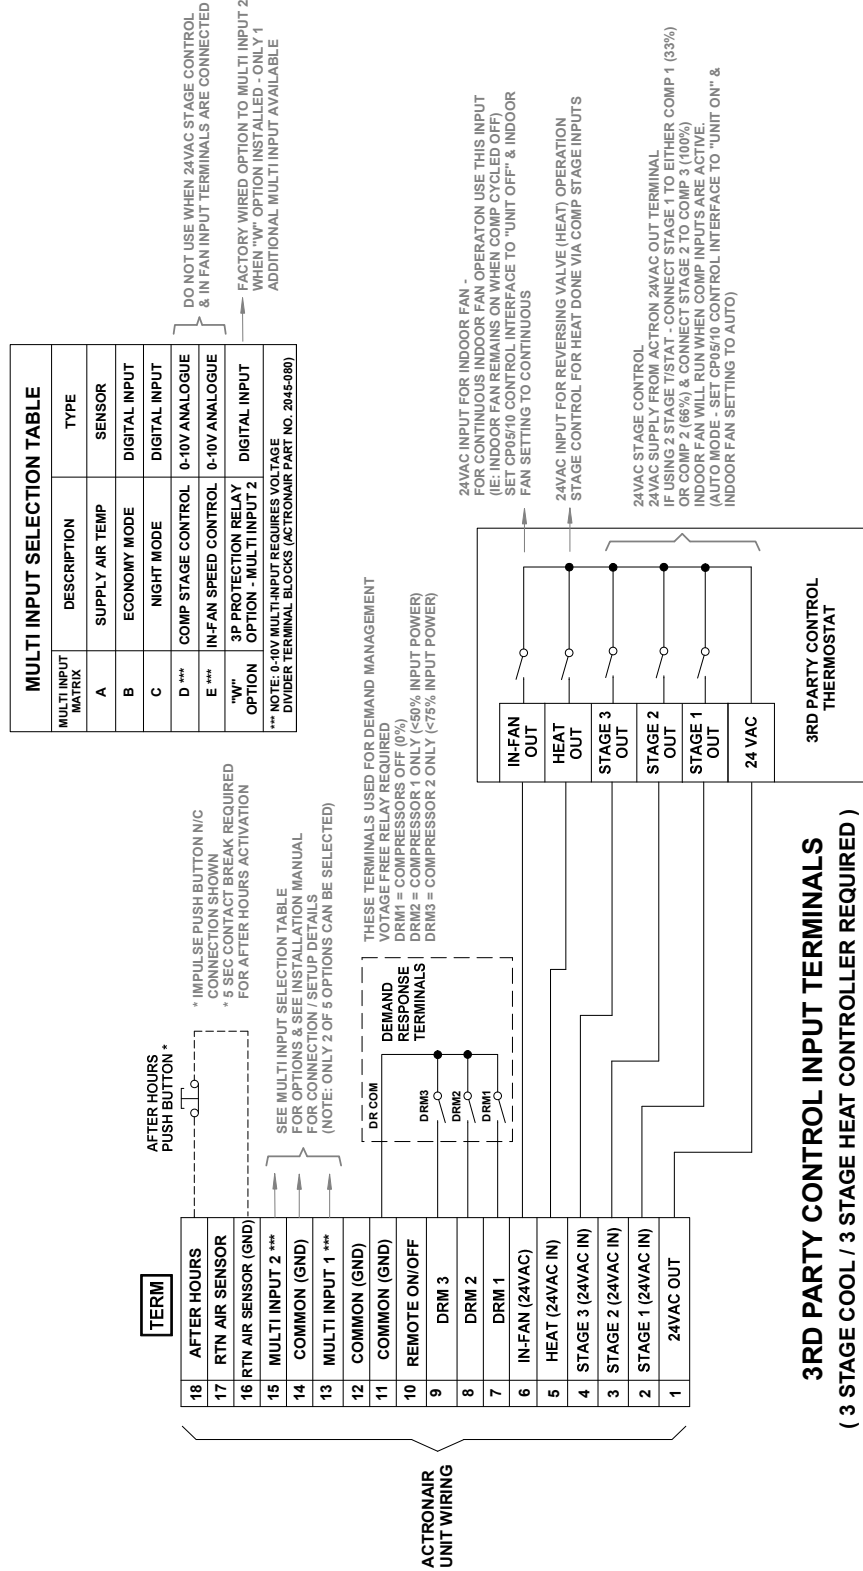 MULTI INPUT SELECTION TABLE
MULTI INPUT
MATRIX
DESCRIPTION
TYPE
A
SUPPLY AIR TEMP
SENSOR
B
ECONOMY MODE
DIGITAL INPUT
C
NIGHT MODE
DIGITAL INPUT
D ***
COMP STAGE CONTROL
0-10V ANALOGUE
E ***
IN-FAN SPEED CONTROL
0-10V ANALOGUE
"W"
OPTION
3P PROTECTION RELAY
OPTION - MULTI INPUT 2
DIGITAL INPUT
*** NOTE: 0-10V MULTI-INPUT REQUIRES VOLTAGE
DIVIDER TERMINAL BLOCKS (ACTRONAIR PART NO. 2045-080)
DO NOT USE WHEN 24VAC STAGE CONTROL
& IN FAN INPUT TERMINALS ARE CONNECTED
FACTORY WIRED OPTION TO MULTI INPUT 2
WHEN "W" OPTION INSTALLED - ONLY 1
ADDITIONAL MULTI INPUT AVAILABLE
TERM
18
AFTER HOURS
17
RTN AIR SENSOR
16
RTN AIR SENSOR (GND)
15
MULTI INPUT 2 ***
14
COMMON (GND)
13
MULTI INPUT 1 ***
12
COMMON (GND)
11
COMMON (GND)
10
REMOTE ON/OFF
9
DRM 3
8
DRM 2
7
DRM 1
6
IN-FAN (24VAC)
5
HEAT (24VAC IN)
4
STAGE 3 (24VAC IN)
3
STAGE 2 (24VAC IN)
2
STAGE 1 (24VAC IN)
1
24VAC OUT
ACTRONAIR
UNIT WIRING
AFTER HOURS
PUSH BUTTON *
* IMPULSE PUSH BUTTON N/C
CONNECTION SHOWN
* 5 SEC CONTACT BREAK REQUIRED
FOR AFTER HOURS ACTIVATION
SEE MULTI INPUT SELECTION TABLE
FOR OPTIONS & SEE INSTALLATION MANUAL
FOR CONNECTION / SETUP DETAILS
(NOTE: ONLY 2 OF 5 OPTIONS CAN BE SELECTED)
DR COM
DEMAND
RESPONSE
TERMINALS
DRM3
DRM2
DRM1
THESE TERMINALS USED FOR DEMAND MANAGEMENT
VOTAGE FREE RELAY REQUIRED
DRM1 = COMPRESSORS OFF (0%)
DRM2 = COMPRESSOR 1 ONLY (<50% INPUT POWER)
DRM3 = COMPRESSOR 2 ONLY (<75% INPUT POWER)
IN-FAN
OUT
HEAT
OUT
STAGE 3
OUT
STAGE 2
OUT
STAGE 1
OUT
24 VAC
3RD PARTY CONTROL
THERMOSTAT
24VAC INPUT FOR INDOOR FAN -
FOR CONTINUOUS INDOOR FAN OPERATON USE THIS INPUT
(IE: INDOOR FAN REMAINS ON WHEN COMP CYCLED OFF)
SET CP05/10 CONTROL INTERFACE TO "UNIT OFF" & INDOOR
FAN SETTING TO CONTINUOUS
24VAC INPUT FOR REVERSING VALVE (HEAT) OPERATION
STAGE CONTROL FOR HEAT DONE VIA COMP STAGE INPUTS
24VAC STAGE CONTROL
24VAC SUPPLY FROM ACTRON 24VAC OUT TERMINAL
IF USING 2 STAGE T/STAT - CONNECT STAGE 1 TO EITHER COMP 1 (33%)
OR COMP 2 (66%) & CONNECT STAGE 2 TO COMP 3 (100%)
INDOOR FAN WILL RUN WHEN COMP INPUTS ARE ACTIVE.
(AUTO MODE - SET CP05/10 CONTROL INTERFACE TO "UNIT ON" &
INDOOR FAN SETTING TO AUTO)
3RD PARTY CONTROL INPUT TERMINALS
( 3 STAGE COOL / 3 STAGE HEAT CONTROLLER REQUIRED )